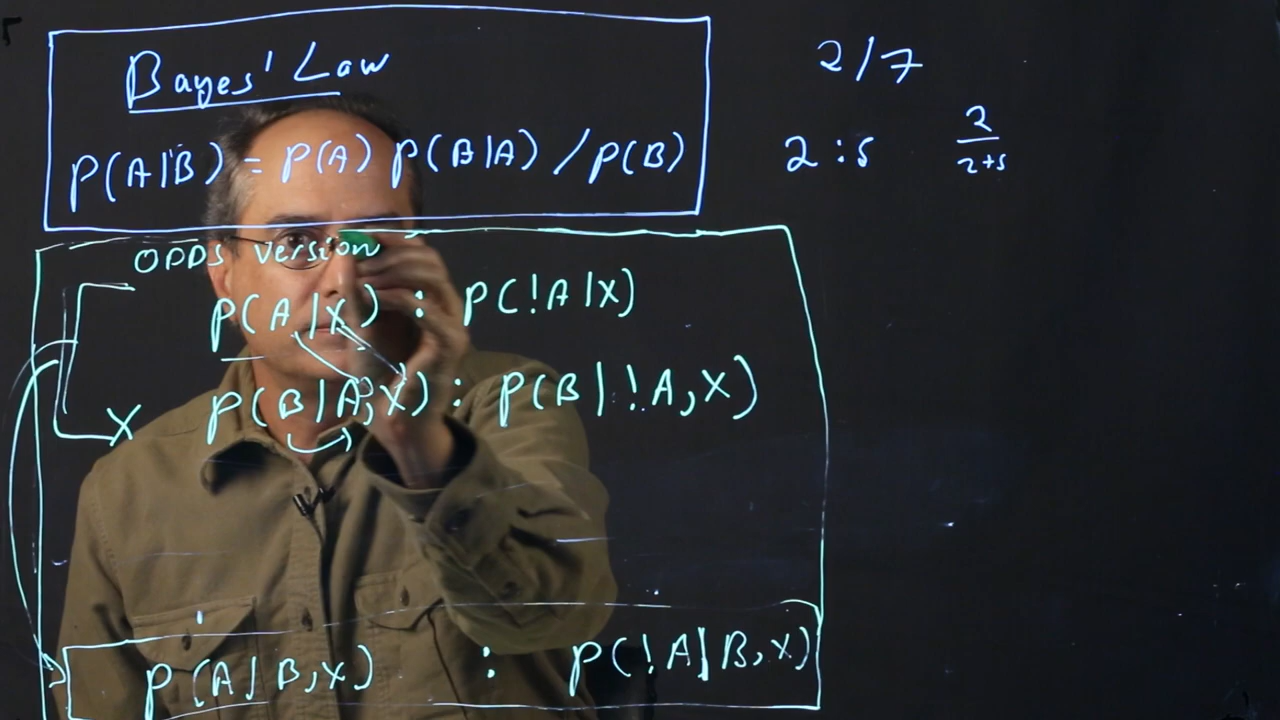 Bayes' Law
P(A|B) = P(A) P(B|A) / P(B)
2/7
2:5
2
2+5
ODDS version
P(A|X) : P(!A|X)
X P(B|A,X) : P(B|!A,X)
P(A|B,X) : P(!A|B,X)